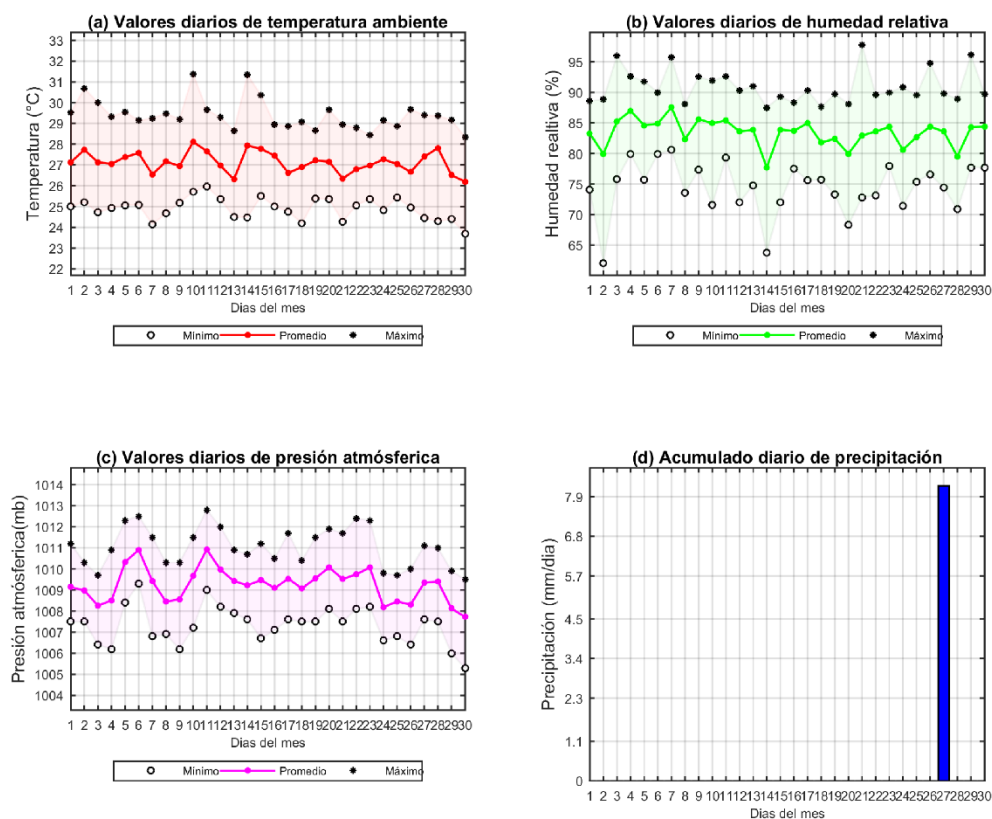 (a) Valores diarios de temperatura ambiente
Temperatura (°C)
33
32
31
30
29
28
27
26
25
24
23
22
1 2 3 4 5 6 7 8 9 10 11 12 13 14 15 16 17 18 19 20 21 22 23 24 25 26 27 28 29 30
Dias del mes
Mínimo Promedio Máximo
(b) Valores diarios de humedad relativa
Humedad realtiva (%)
95
90
85
80
75
70
65
1 2 3 4 5 6 7 8 9 10 11 12 13 14 15 16 17 18 19 20 21 22 23 24 25 26 27 28 29 30
Dias del mes
Mínimo Promedio Máximo
(c) Valores diarios de presión atmósferica
Presión atmósferica(mb)
1014
1013
1012
1011
1010
1009
1008
1007
1006
1005
1004
1 2 3 4 5 6 7 8 9 10 11 12 13 14 15 16 17 18 19 20 21 22 23 24 25 26 27 28 29 30
Dias del mes
Mínimo Promedio Máximo
(d) Acumulado diario de precipitación
Precipitación (mm/dia)
7.9
6.8
5.7
4.5
3.4
2.3
1.1
0
1 2 3 4 5 6 7 8 9 10 11 12 13 14 15 16 17 18 19 20 21 22 23 24 25 26 27 28 29 30
Dias del mes